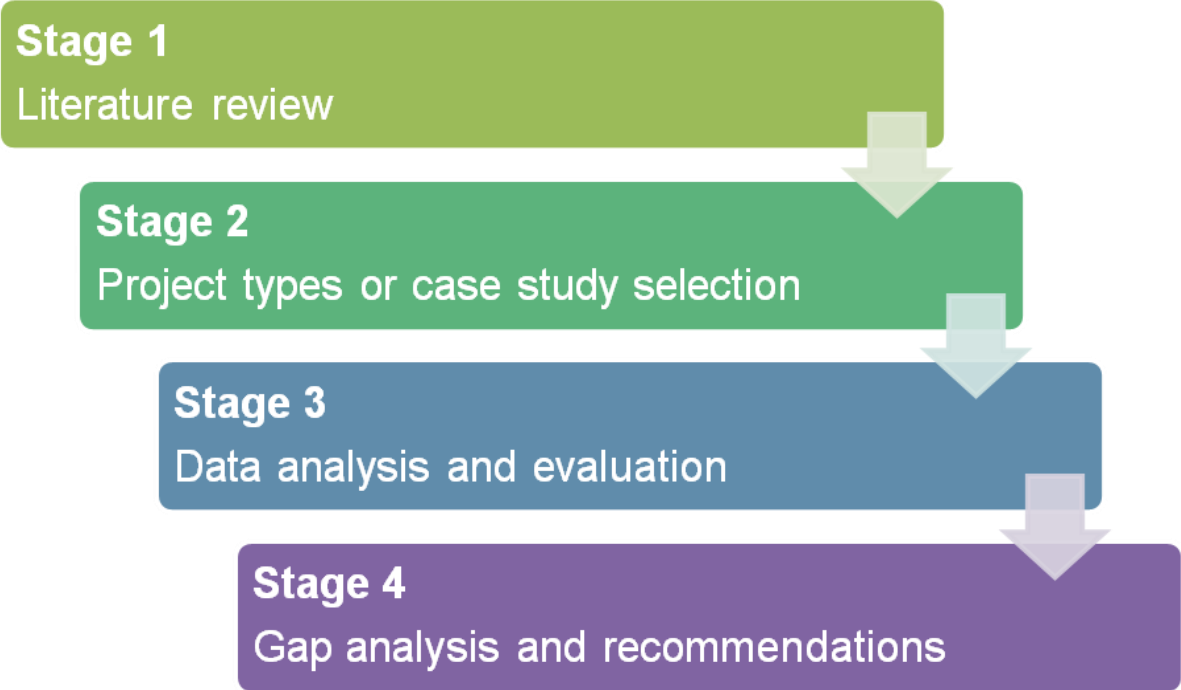 Stage 1
Literature review
Stage 2
Project types or case study selection
Stage 3
Data analysis and evaluation
Stage 4
Gap analysis and recommendations